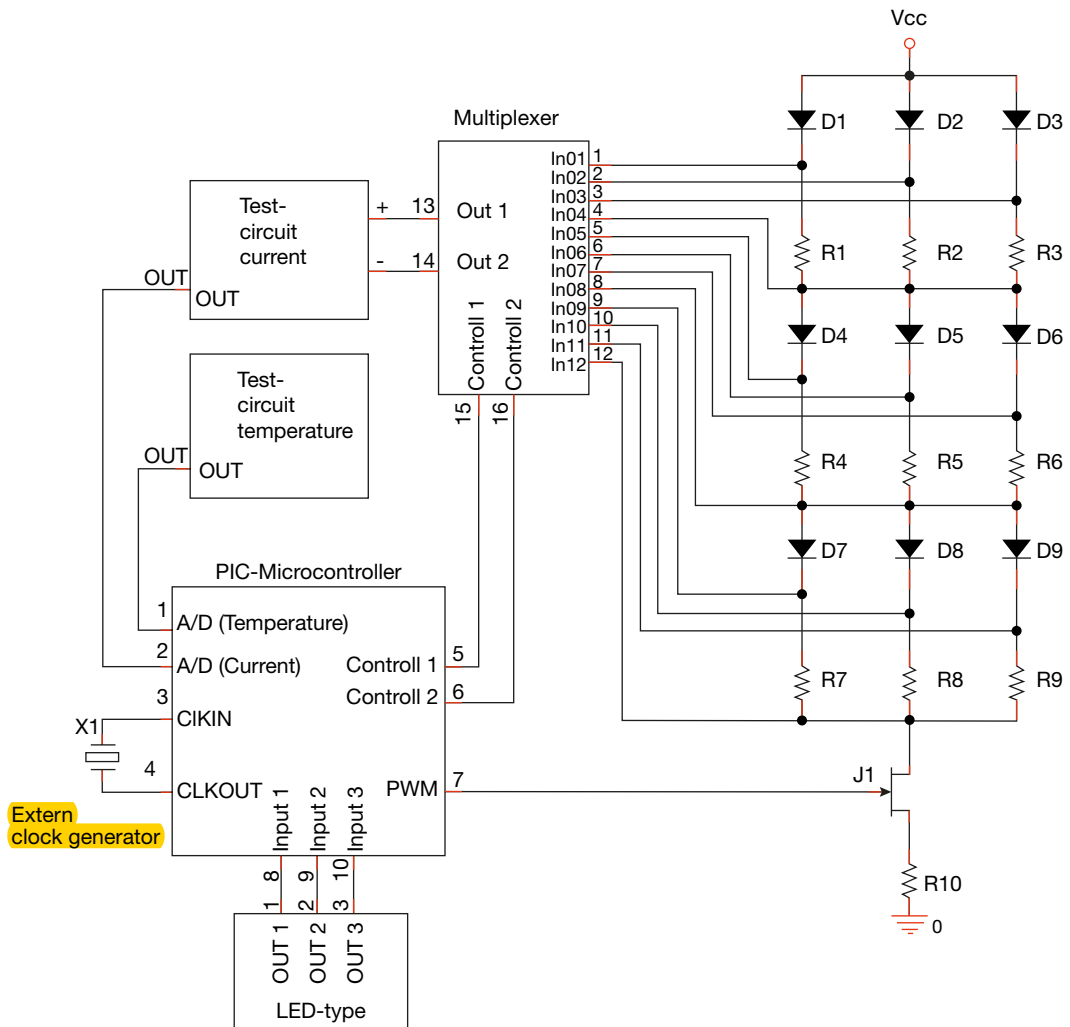 Vcc
D1
D2
D3
Multiplexer
In01
1
In02
2
In03
3
In04
4
In05
5
In06
6
In07
7
In08
8
In09
9
In10
10
In11
11
In12
12
Test-
circuit
current
+
13
Out 1
-
14
Out 2
OUT
OUT
Controll 1
Controll 2
15
16
R1
R2
R3
D4
D5
D6
Test-
circuit
temperature
OUT
OUT
R4
R5
R6
D7
D8
D9
PIC-Microcontroller
1
A/D (Temperature)
2
A/D (Current)
Controll 1
5
Controll 2
6
3
CIKIN
X1
4
CLKOUT
PWM
7
Extern
clock generator
Input 1
Input 2
Input 3
8
9
10
1
2
3
OUT 1
OUT 2
OUT 3
LED-type
R7
R8
R9
J1
R10
0